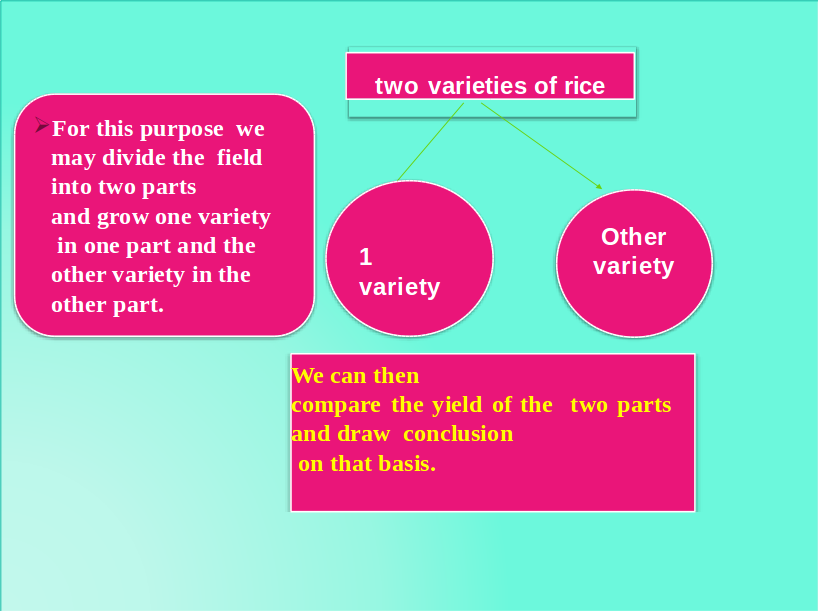 two varieties of rice
For this purpose we
may divide the field
into two parts
and grow one variety
in one part and the
other variety in the
other part.
1
variety
Other
variety
We can then
compare the yield of the two parts
and draw conclusion
on that basis.